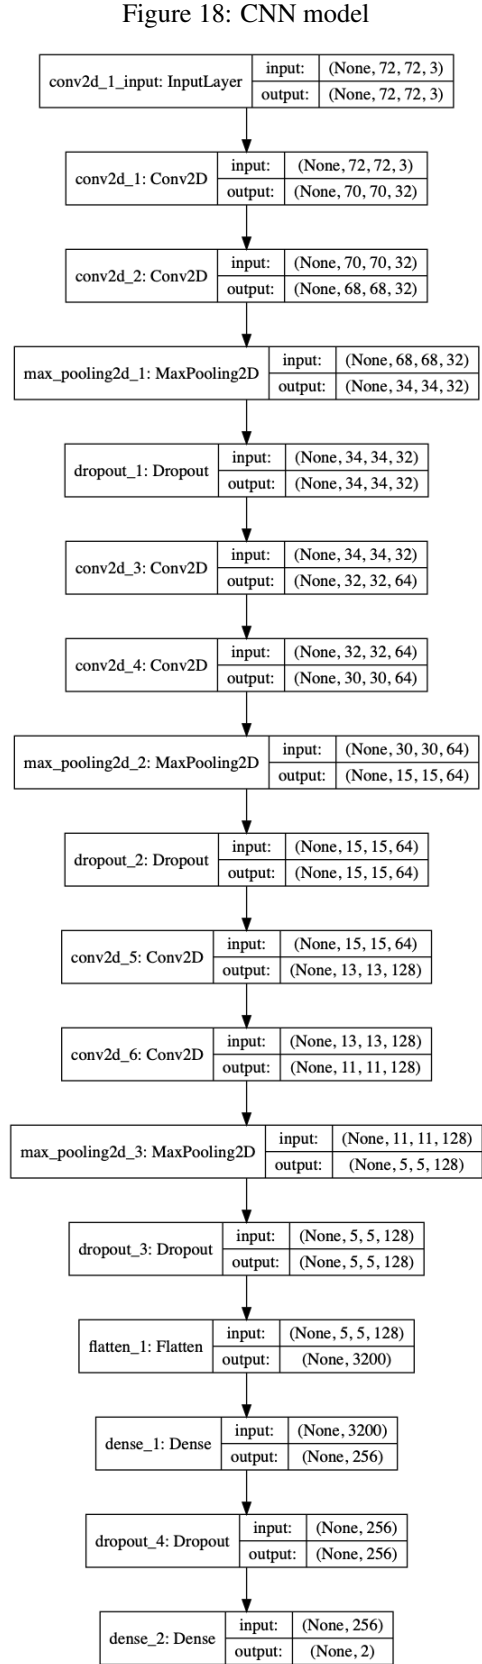 Figure 18: CNN model
conv2d_1_input: InputLayer
input: (None, 72, 72, 3)
output: (None, 72, 72, 3)
conv2d_1: Conv2D
input: (None, 72, 72, 3)
output: (None, 70, 70, 32)
conv2d_2: Conv2D
input: (None, 70, 70, 32)
output: (None, 68, 68, 32)
max_pooling2d_1: MaxPooling2D
input: (None, 68, 68, 32)
output: (None, 34, 34, 32)
dropout_1: Dropout
input: (None, 34, 34, 32)
output: (None, 34, 34, 32)
conv2d_3: Conv2D
input: (None, 34, 34, 32)
output: (None, 32, 32, 64)
conv2d_4: Conv2D
input: (None, 32, 32, 64)
output: (None, 30, 30, 64)
max_pooling2d_2: MaxPooling2D
input: (None, 30, 30, 64)
output: (None, 15, 15, 64)
dropout_2: Dropout
input: (None, 15, 15, 64)
output: (None, 15, 15, 64)
conv2d_5: Conv2D
input: (None, 15, 15, 64)
output: (None, 13, 13, 128)
conv2d_6: Conv2D
input: (None, 13, 13, 128)
output: (None, 11, 11, 128)
max_pooling2d_3: MaxPooling2D
input: (None, 11, 11, 128)
output: (None, 5, 5, 128)
dropout_3: Dropout
input: (None, 5, 5, 128)
output: (None, 5, 5, 128)
flatten_1: Flatten
input: (None, 5, 5, 128)
output: (None, 3200)
dense_1: Dense
input: (None, 3200)
output: (None, 256)
dropout_4: Dropout
input: (None, 256)
output: (None, 256)
dense_2: Dense
input: (None, 256)
output: (None, 2)